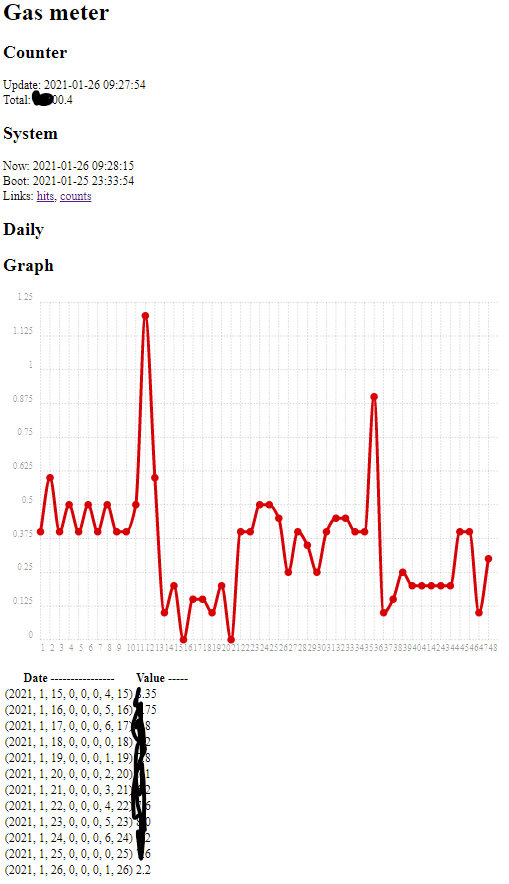 Gas meter
Counter
Update: 2021-01-26 09:27:54
Total: 00.4
System
Now: 2021-01-26 09:28:15
Boot: 2021-01-25 23:33:54
Links: hits, counts
Daily
Graph
1.25
1.125
1
0.875
0.75
0.625
0.5
0.375
0.25
0.125
0
1 2 3 4 5 6 7 8 9 10 11 12 13 14 15 16 17 18 19 20 21 22 23 24 25 26 27 28 29 30 31 32 33 34 35 36 37 38 39 40 41 42 43 44 45 46 47 48
Date ---------------- Value -----
(2021, 1, 15, 0, 0, 0, 4, 15) .35
(2021, 1, 16, 0, 0, 0, 5, 16) .75
(2021, 1, 17, 0, 0, 0, 6, 17) 8
(2021, 1, 18, 0, 0, 0, 0, 18) 2
(2021, 1, 19, 0, 0, 0, 1, 19) 8
(2021, 1, 20, 0, 0, 0, 2, 20) 1
(2021, 1, 21, 0, 0, 0, 3, 21) 2
(2021, 1, 22, 0, 0, 0, 4, 22) 6
(2021, 1, 23, 0, 0, 0, 5, 23) 0
(2021, 1, 24, 0, 0, 0, 6, 24) 2
(2021, 1, 25, 0, 0, 0, 0, 25) 6
(2021, 1, 26, 0, 0, 0, 1, 26) 2.2